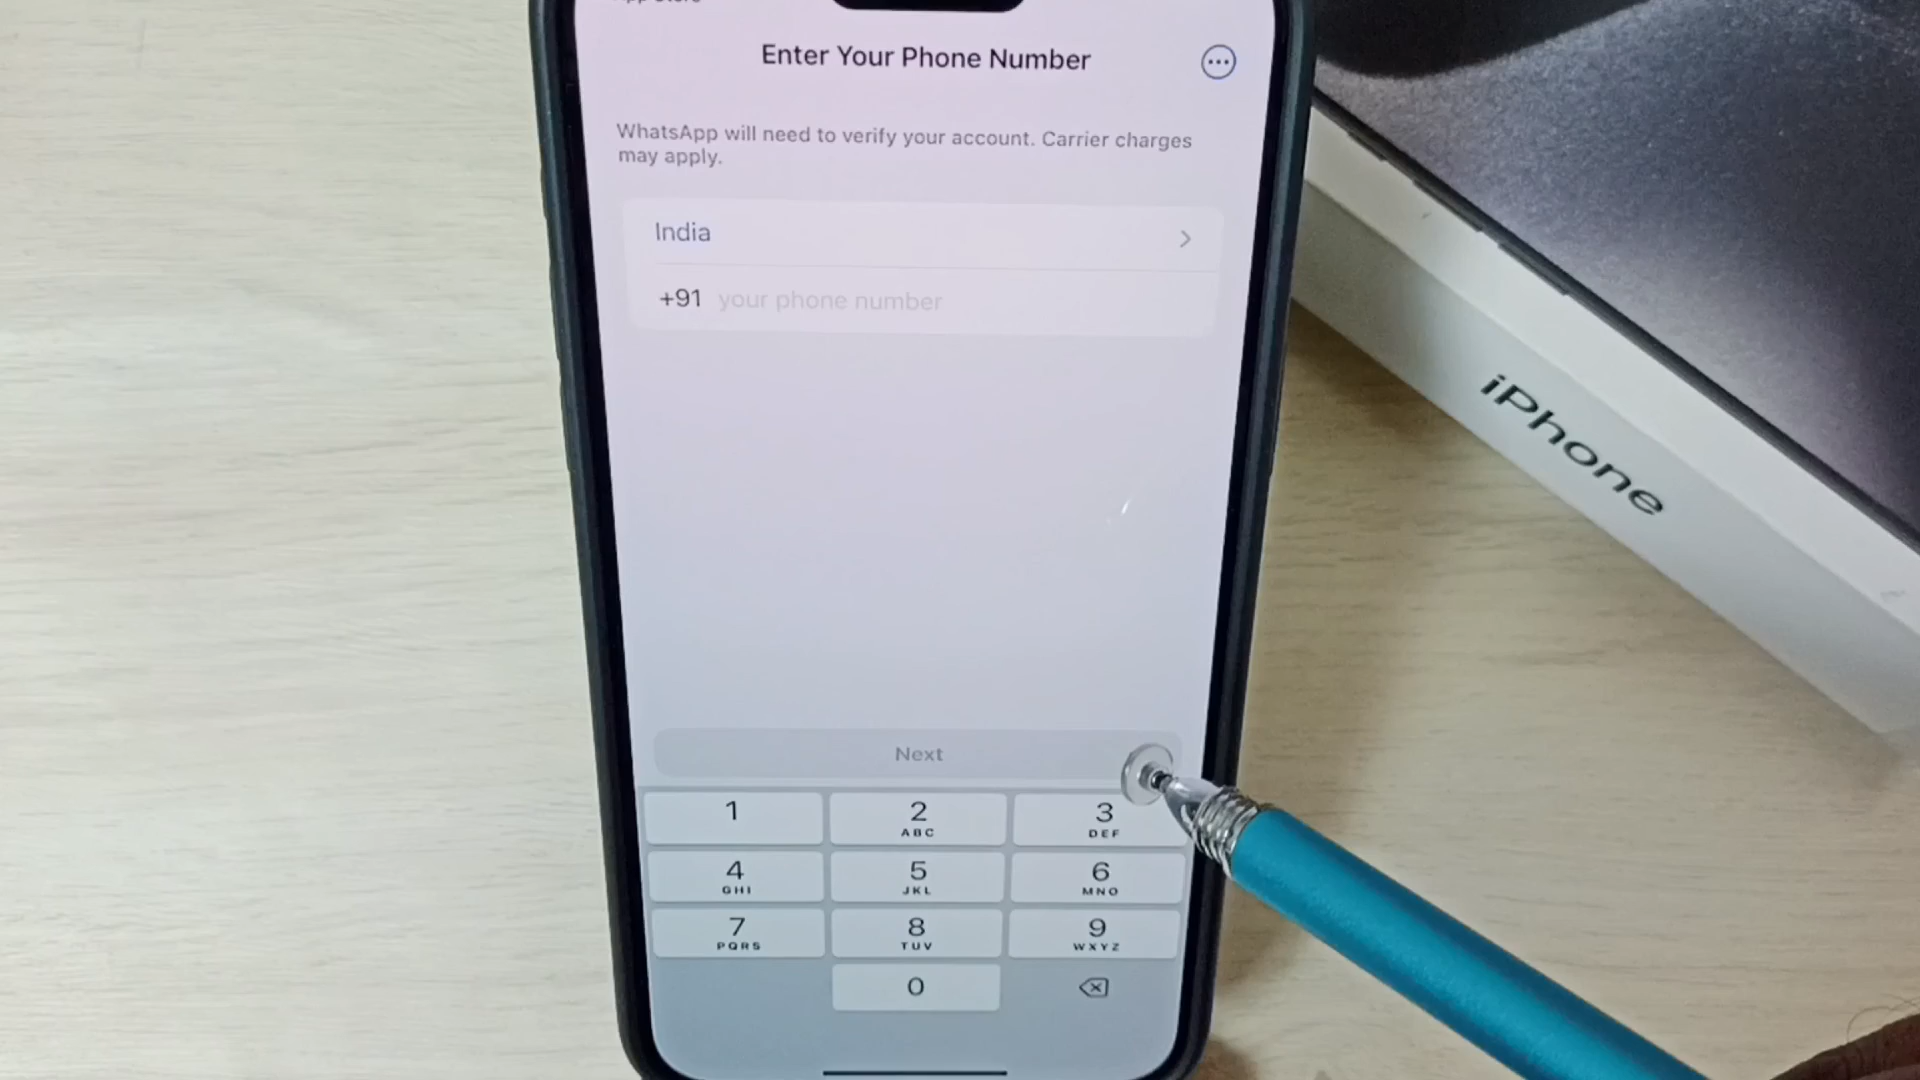 App Store
Enter Your Phone Number
WhatsApp will need to verify your account. Carrier charges
may apply.
India
+91 your phone number
Next
1
2
ABC
3
DEF
4
GHI
5
JKL
6
MNO
7
PQRS
8
TUV
9
WXYZ
0
iPhone